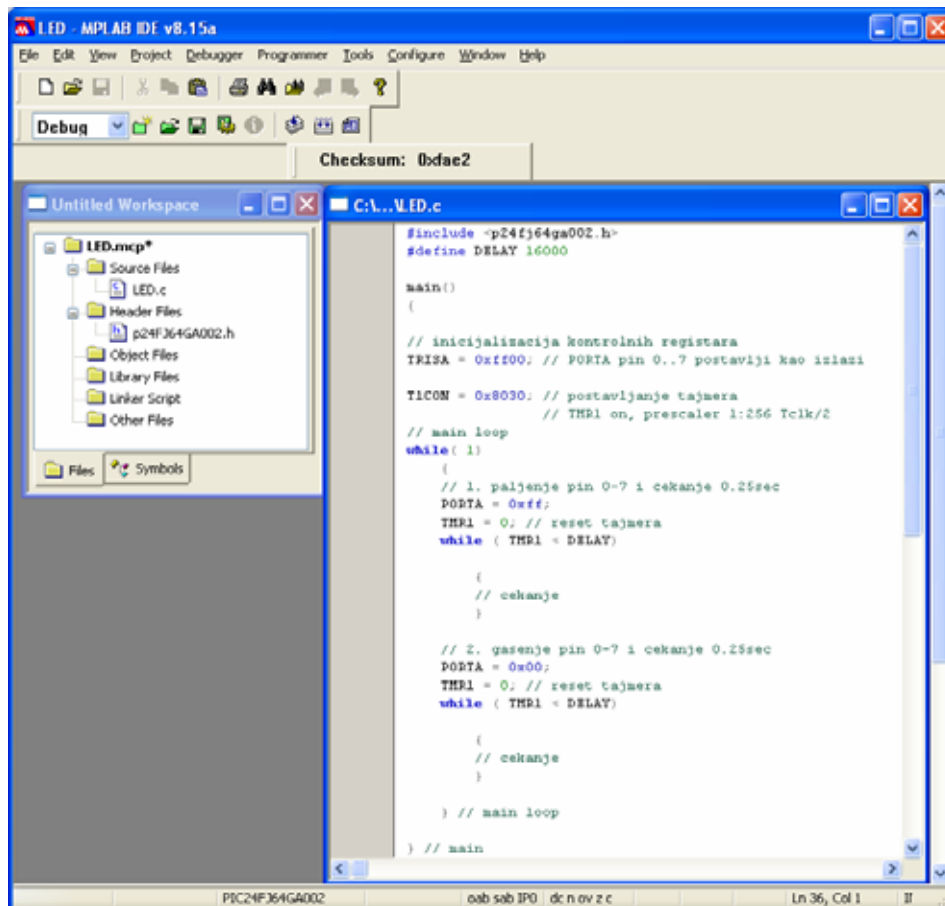 LED - MPLAB IDE v8.15a
File Edit View Project Debugger Programmer Tools Configure Window Help
Debug
Checksum: 0xdae2
Untitled Workspace
LED.mcp*
Source Files
LED.c
Header Files
p24FJ64GA002.h
Object Files
Library Files
Linker Script
Other Files
Files Symbols
C:\...\LED.c
#include <p24fj64ga002.h>
#define DELAY 16000
main()
{
// inicijalizacija kontrolnih registara
TRISA = 0xff00; // PORTA pin 0..7 postavlji kao izlazi
T1CON = 0x8030; // postavljanje tajmera
// TMR1 on, prescaler 1:256 Tclk/2
// main loop
while( 1)
{
// 1. paljenje pin 0-7 i cekanje 0.25sec
PORTA = 0xff;
TMR1 = 0; // reset tajmera
while ( TMR1 < DELAY)
{
// cekanje
}
// 2. gasenje pin 0-7 i cekanje 0.25sec
PORTA = 0x00;
TMR1 = 0; // reset tajmera
while ( TMR1 < DELAY)
{
// cekanje
}
} // main loop
} // main
PIC24FJ64GA002 oab sab IP0 dc n ov z c Ln 36, Col 1